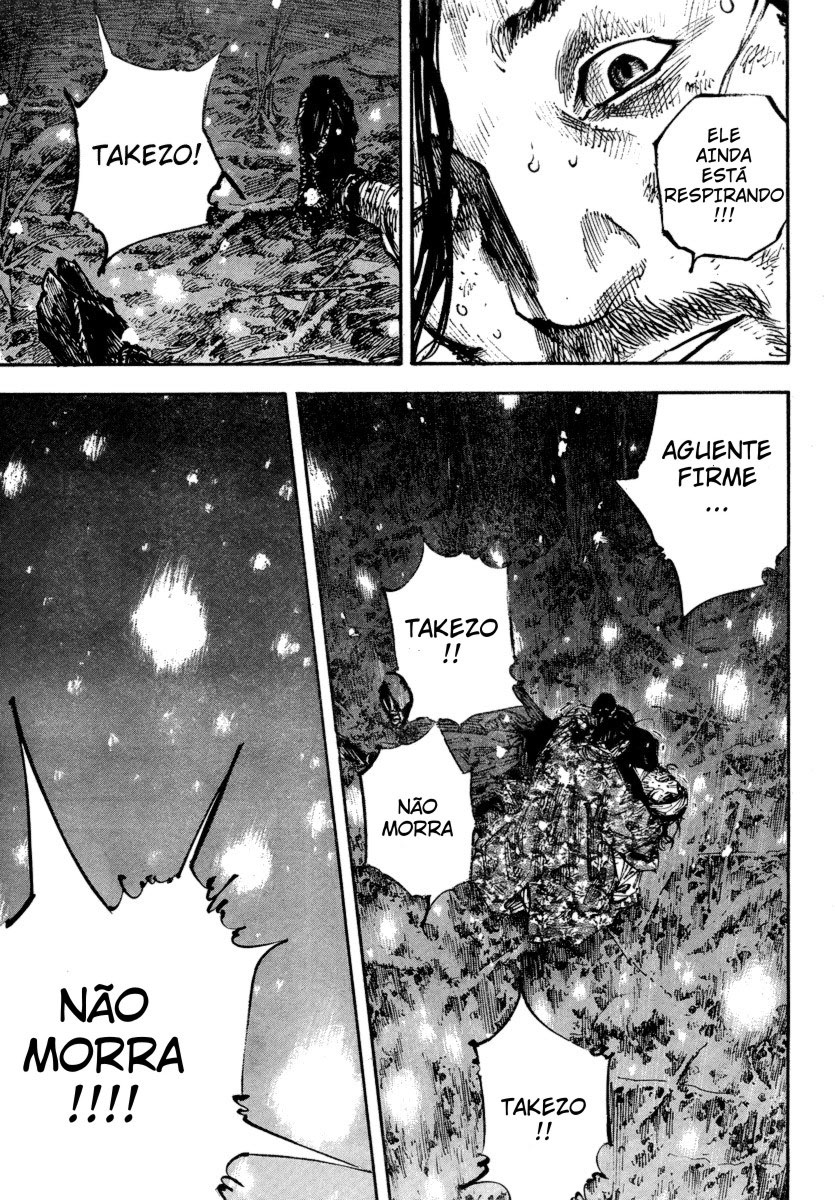 ELE
AINDA
ESTÁ
RESPIRANDO
!!!
TAKEZO!
AGUENTE
FIRME
...
TAKEZO
!!
NÃO
MORRA
TAKEZO
!!
NÃO
MORRA
!!!!